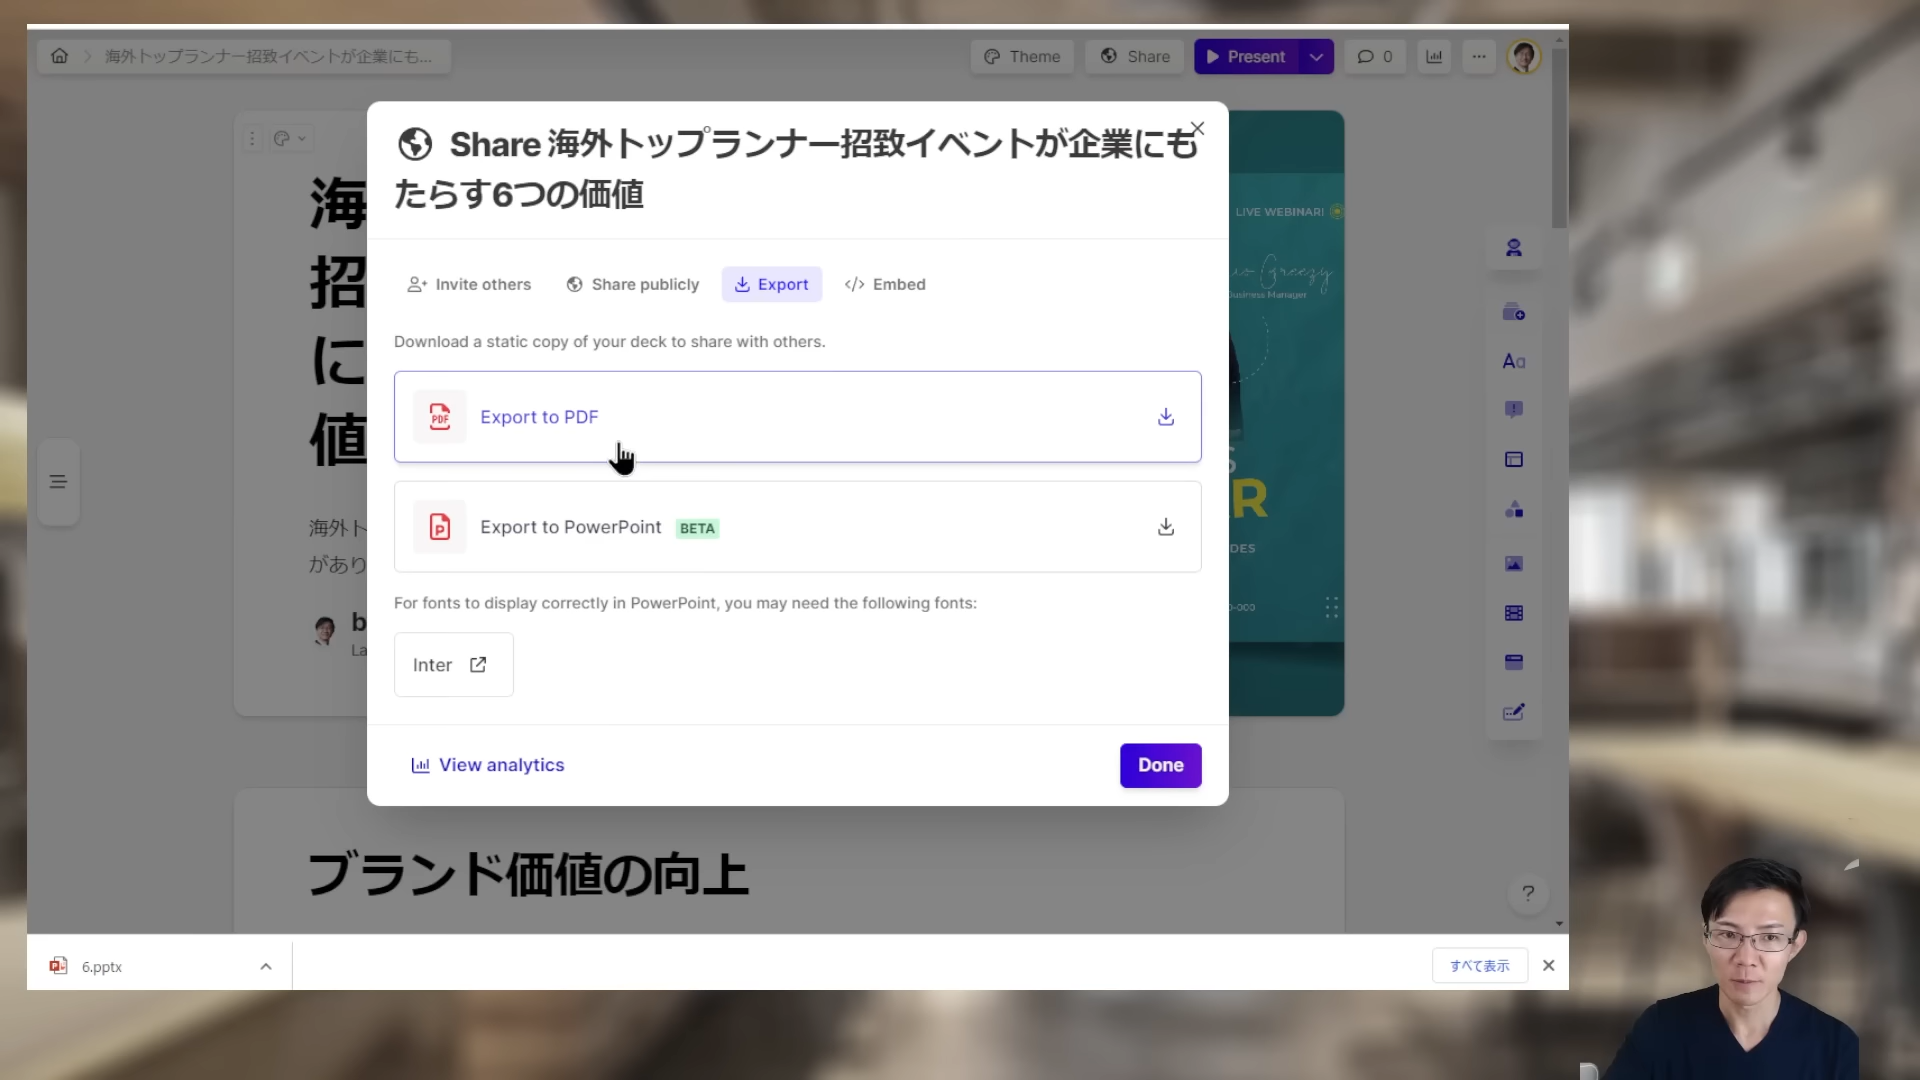 海外トップランナー招致イベントが企業にも...
Theme
Share
Present
0
Share 海外トップランナー招致イベントが企業にも
たらす6つの価値
Invite others
Share publicly
Export
Embed
Download a static copy of your deck to share with others.
PDF
Export to PDF
Export to PowerPoint BETA
For fonts to display correctly in PowerPoint, you may need the following fonts:
Inter
View analytics
Done
海
招
に
値
海外ト
があり
b
La
LIVE WEBINAR!
Business Manager
S
R
DES
0-000
Aa
ブランド価値の向上
?
6.pptx
すべて表示